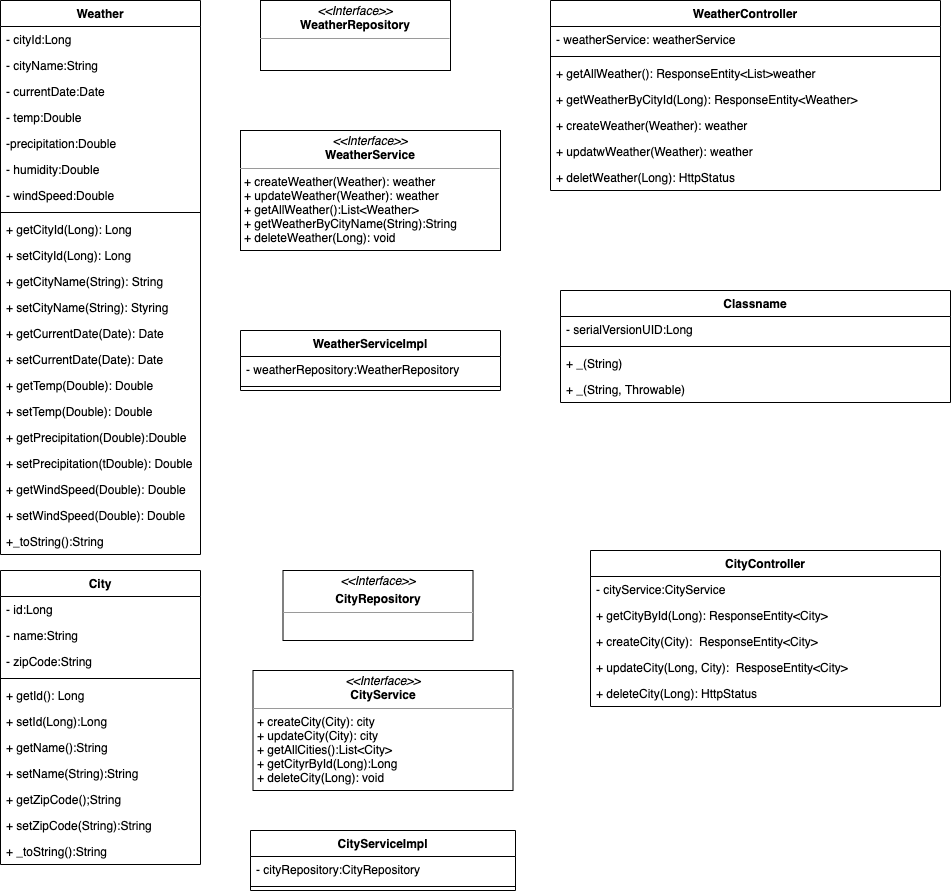 Weather
- cityId:Long
- cityName:String
- currentDate:Date
- temp:Double
-precipitation:Double
- humidity:Double
- windSpeed:Double
+ getCityId(Long): Long
+ setCityId(Long): Long
+ getCityName(String): String
+ setCityName(String): Styring
+ getCurrentDate(Date): Date
+ setCurrentDate(Date): Date
+ getTemp(Double): Double
+ setTemp(Double): Double
+ getPrecipitation(Double):Double
+ setPrecipitation(tDouble): Double
+ getWindSpeed(Double): Double
+ setWindSpeed(Double): Double
+_toString():String
<<Interface>>
WeatherRepository
<<Interface>>
WeatherService
+ createWeather(Weather): weather
+ updateWeather(Weather): weather
+ getAllWeather():List<Weather>
+ getWeatherByCityName(String):String
+ deleteWeather(Long): void
WeatherServiceImpl
- weatherRepository:WeatherRepository
WeatherController
- weatherService: weatherService
+ getAllWeather(): ResponseEntity<List>weather
+ getWeatherByCityId(Long): ResponseEntity<Weather>
+ createWeather(Weather): weather
+ updatwWeather(Weather): weather
+ deletWeather(Long): HttpStatus
Classname
- serialVersionUID:Long
+ _(String)
+ _(String, Throwable)
City
- id:Long
- name:String
- zipCode:String
+ getId(): Long
+ setId(Long):Long
+ getName():String
+ setName(String):String
+ getZipCode();String
+ setZipCode(String):String
+ _toString():String
<<Interface>>
CityRepository
<<Interface>>
CityService
+ createCity(City): city
+ updateCity(City): city
+ getAllCities():List<City>
+ getCityrById(Long):Long
+ deleteCity(Long): void
CityServiceImpl
- cityRepository:CityRepository
CityController
- cityService:CityService
+ getCityById(Long): ResponseEntity<City>
+ createCity(City): ResponseEntity<City>
+ updateCity(Long, City): ResposeEntity<City>
+ deleteCity(Long): HttpStatus